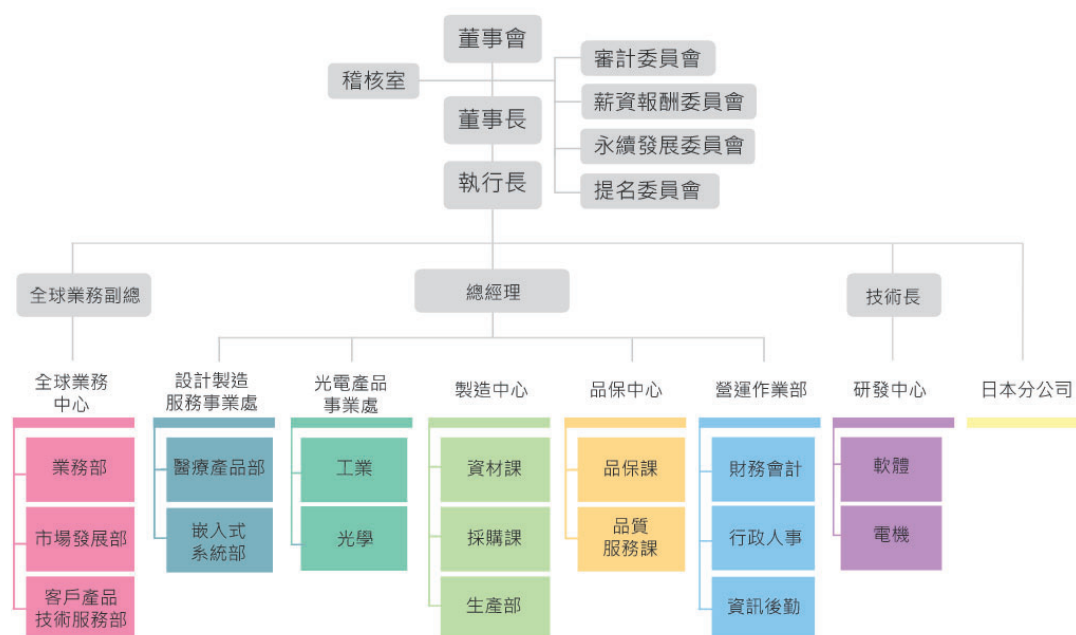 董事會
稽核室
審計委員會
薪資報酬委員會
董事長
永續發展委員會
執行長
提名委員會
全球業務副總
總經理
技術長
全球業務
中心
設計製造
服務事業處
光電產品
事業處
製造中心
品保中心
營運作業部
研發中心
日本分公司
業務部
醫療產品部
工業
資材課
品保課
財務會計
軟體
市場發展部
嵌入式
系統部
光學
採購課
品質
服務課
行政人事
電機
客戶產品
技術服務部
生產部
資訊後勤